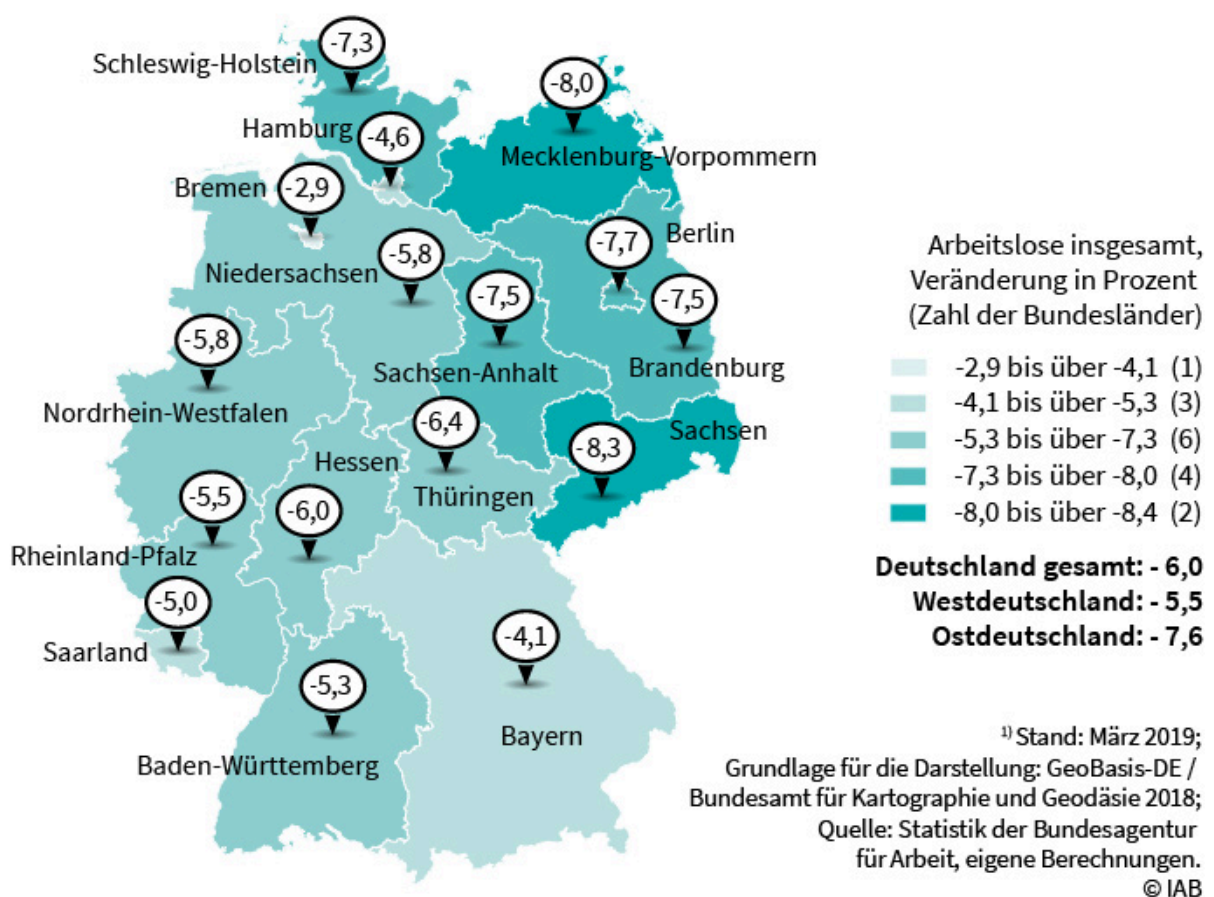 -7,3
Schleswig-Holstein
-8,0
Hamburg
-4,6
Mecklenburg-Vorpommern
Bremen
-2,9
Berlin
-7,7
Niedersachsen
-5,8
-7,5
-7,5
-5,8
Sachsen-Anhalt
Brandenburg
Nordrhein-Westfalen
-6,4
Sachsen
Hessen
-8,3
Thüringen
-5,5
-6,0
Rheinland-Pfalz
-5,0
Saarland
-4,1
-5,3
Bayern
Baden-Württemberg
Arbeitslose insgesamt,
Veränderung in Prozent
(Zahl der Bundesländer)
-2,9 bis über -4,1 (1)
-4,1 bis über -5,3 (3)
-5,3 bis über -7,3 (6)
-7,3 bis über -8,0 (4)
-8,0 bis über -8,4 (2)
Deutschland gesamt: - 6,0
Westdeutschland: - 5,5
Ostdeutschland: - 7,6
1) Stand: März 2019;
Grundlage für die Darstellung: GeoBasis-DE /
Bundesamt für Kartographie und Geodäsie 2018;
Quelle: Statistik der Bundesagentur
für Arbeit, eigene Berechnungen.
© IAB